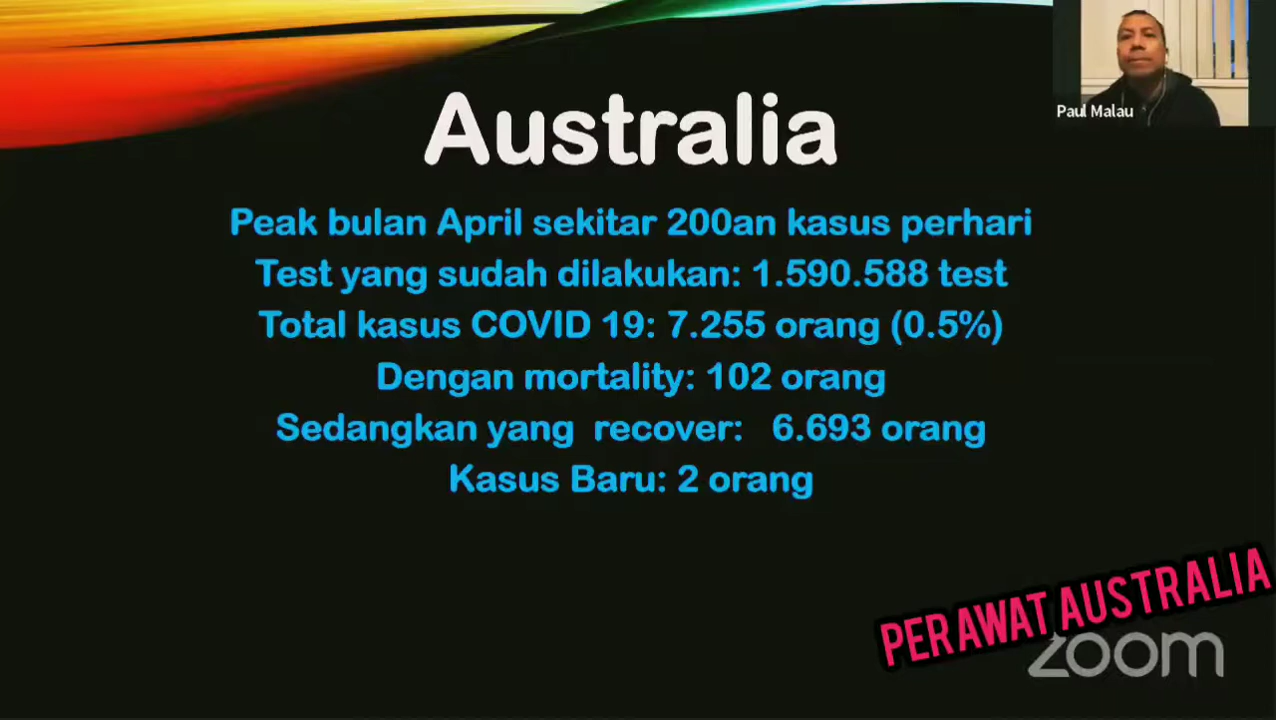 Paul Malau
Australia
Peak bulan April sekitar 200an kasus perhari
Test yang sudah dilakukan: 1.590.588 test
Total kasus COVID 19: 7.255 orang (0.5%)
Dengan mortality: 102 orang
Sedangkan yang recover: 6.693 orang
Kasus Baru: 2 orang
PERAWAT AUSTRALIA
zoom